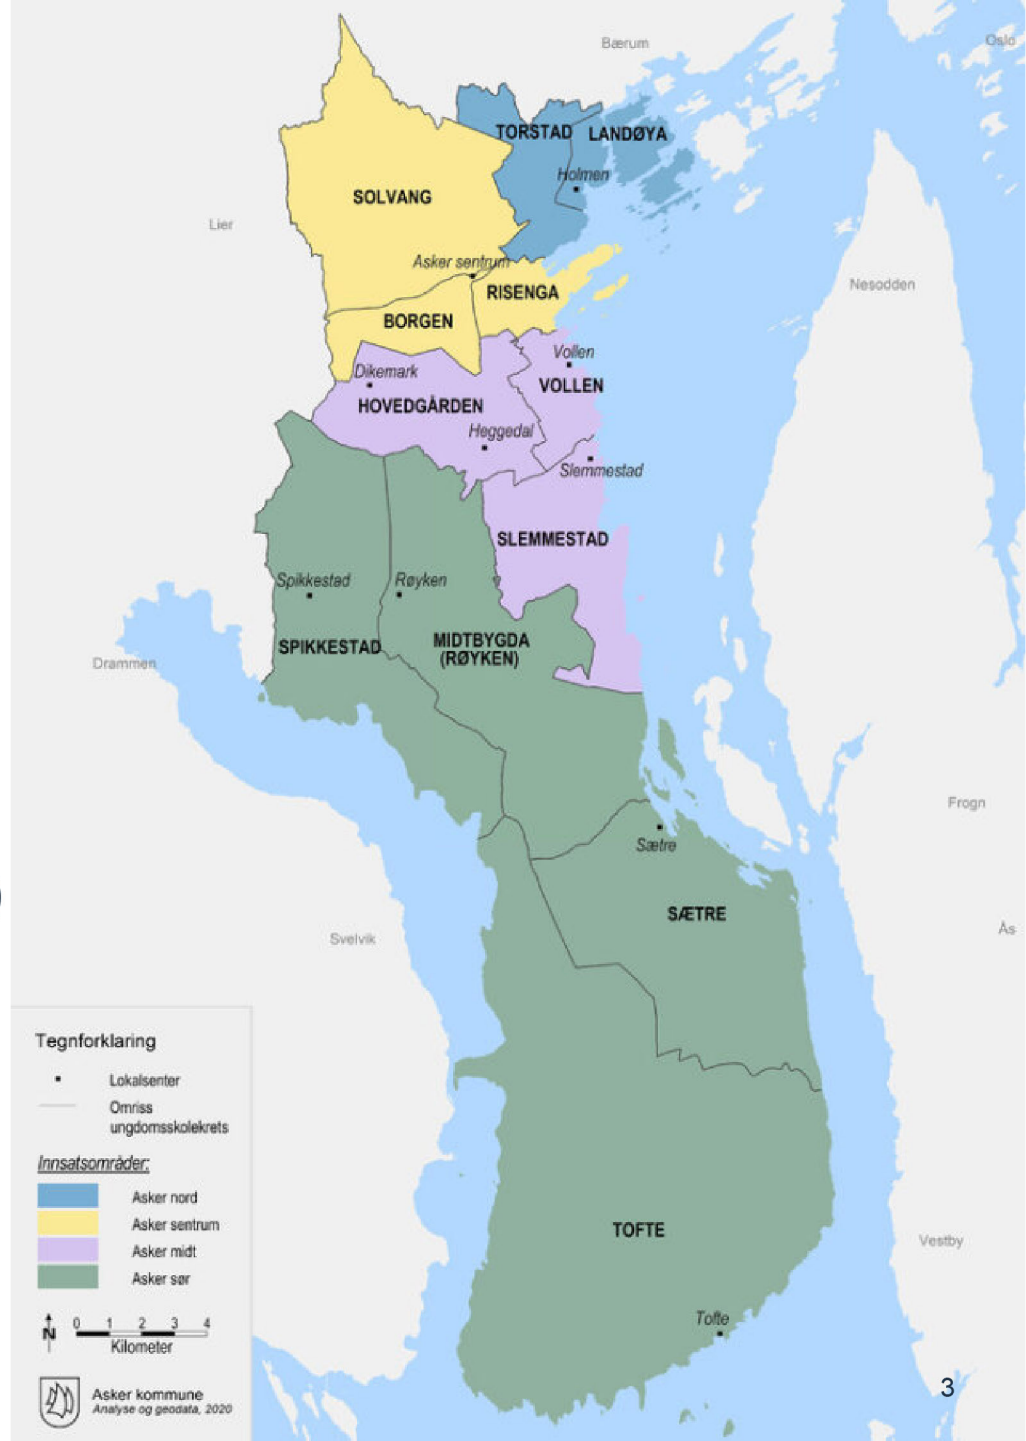 Bærum
Oslo
TORSTAD
LANDØYA
Holmen
SOLVANG
Lier
Asker sentrum
Nesodden
RISENGA
BORGEN
Vollen
Dikemark
VOLLEN
HOVEDGÅRDEN
Heggedal
Slemmestad
SLEMMESTAD
Spikkestad
Røyken
MIDTBYGDA
(RØYKEN)
SPIKKESTAD
Drammen
Frogn
Sætre
SÆTRE
Ås
Svelvik
Tegnforklaring
Lokalsenter
Omriss
ungdomsskolekrets
Innsatsområder:
Asker nord
Asker sentrum
Asker midt
Asker sør
TOFTE
Vestby
Tofte
N
0 1 2 3 4
Kilometer
Asker kommune
Analyse og geodata, 2020
3